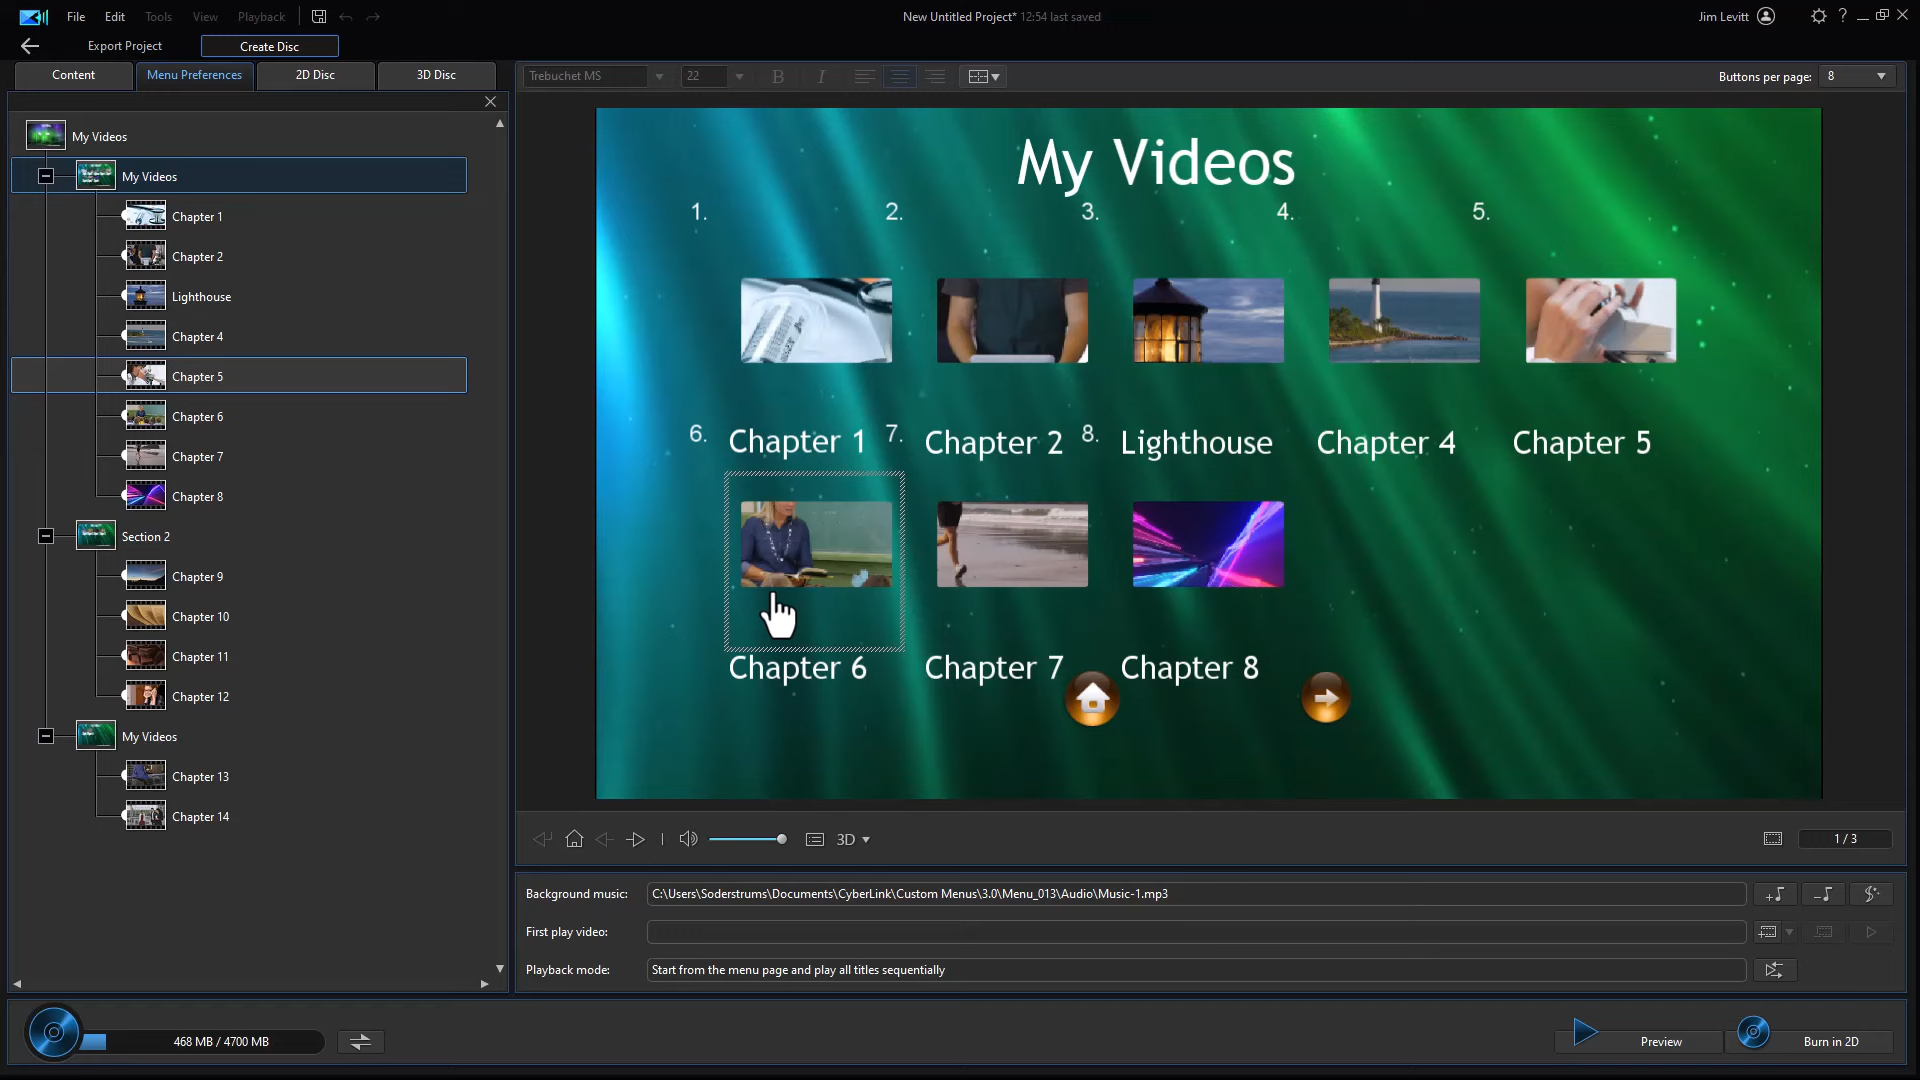 File Edit Tools View Playback
New Untitled Project* 12:54 last saved
Jim Levitt
?
Export Project Create Disc
Content Menu Preferences 2D Disc 3D Disc
Trebuchet MS 22 B I
Buttons per page: 8
My Videos
My Videos
Chapter 1
Chapter 2
Lighthouse
Chapter 4
Chapter 5
Chapter 6
Chapter 7
Chapter 8
Section 2
Chapter 9
Chapter 10
Chapter 11
Chapter 12
My Videos
Chapter 13
Chapter 14
My Videos
1. 2. 3. 4. 5.
Chapter 1 Chapter 2 Lighthouse Chapter 4 Chapter 5
6. 7. 8.
Chapter 6 Chapter 7 Chapter 8
3D
1 / 3
Background music: C:\Users\Soderstrums\Documents\CyberLink\Custom Menus\3.0\Menu_013\Audio\Music-1.mp3
First play video:
Playback mode: Start from the menu page and play all titles sequentially
468 MB / 4700 MB
Preview
Burn in 2D